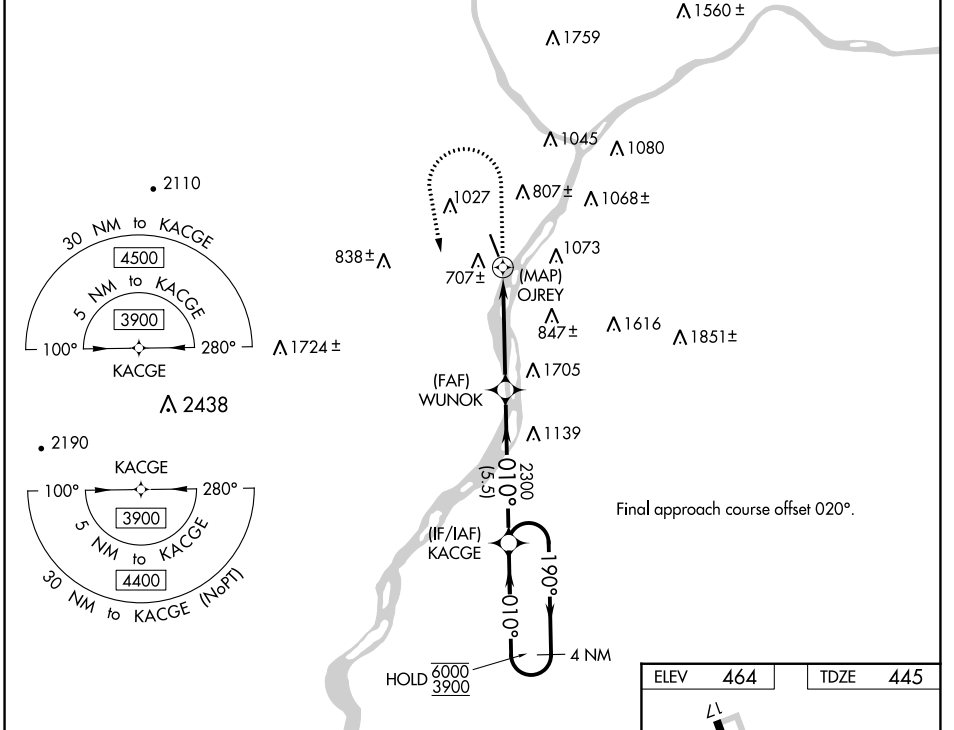 1560 ±
1759
1045
1080
2110
1027
807±
1068±
30 NM to KACGE
4500
5 NM to KACGE
3900
100°
280°
KACGE
838±
707±
1073
(MAP)
OJREY
847±
1616
1851±
1724 ±
1705
(FAF)
WUNOK
2438
1139
2190
KACGE
100°
280°
3900
5 NM to KACGE
4400
30 NM to KACGE (NoPT)
010°
2300
(5.5)
Final approach course offset 020°.
(IF/IAF)
KACGE
190°
010°
4 NM
HOLD 6000
3900
ELEV 464
TDZE 445
17